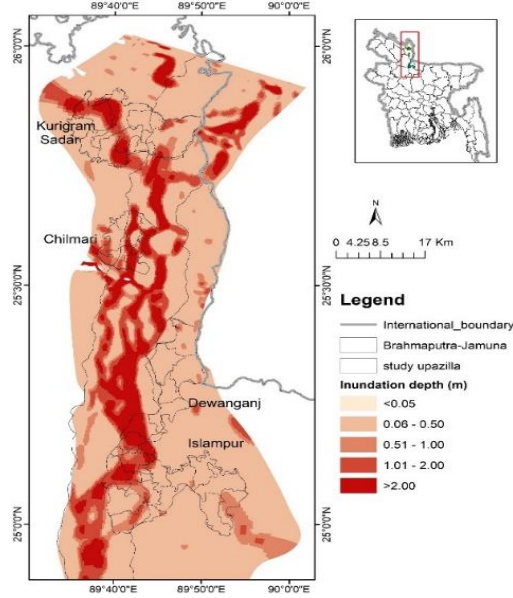 89°40'0"E 89°50'0"E 90°0'0"E
26°0'0"N
26°0'0"N
Kurigram
Sadar
Chilmari
25°30'0"N
25°30'0"N
Dewanganj
Islampur
25°0'0"N
25°0'0"N
89°40'0"E 89°50'0"E 90°0'0"E
N
0 4.25 8.5 17 Km
Legend
International_boundary
Brahmaputra-Jamuna
study upazilla
Inundation depth (m)
<0.05
0.06 - 0.50
0.51 - 1.00
1.01 - 2.00
>2.00